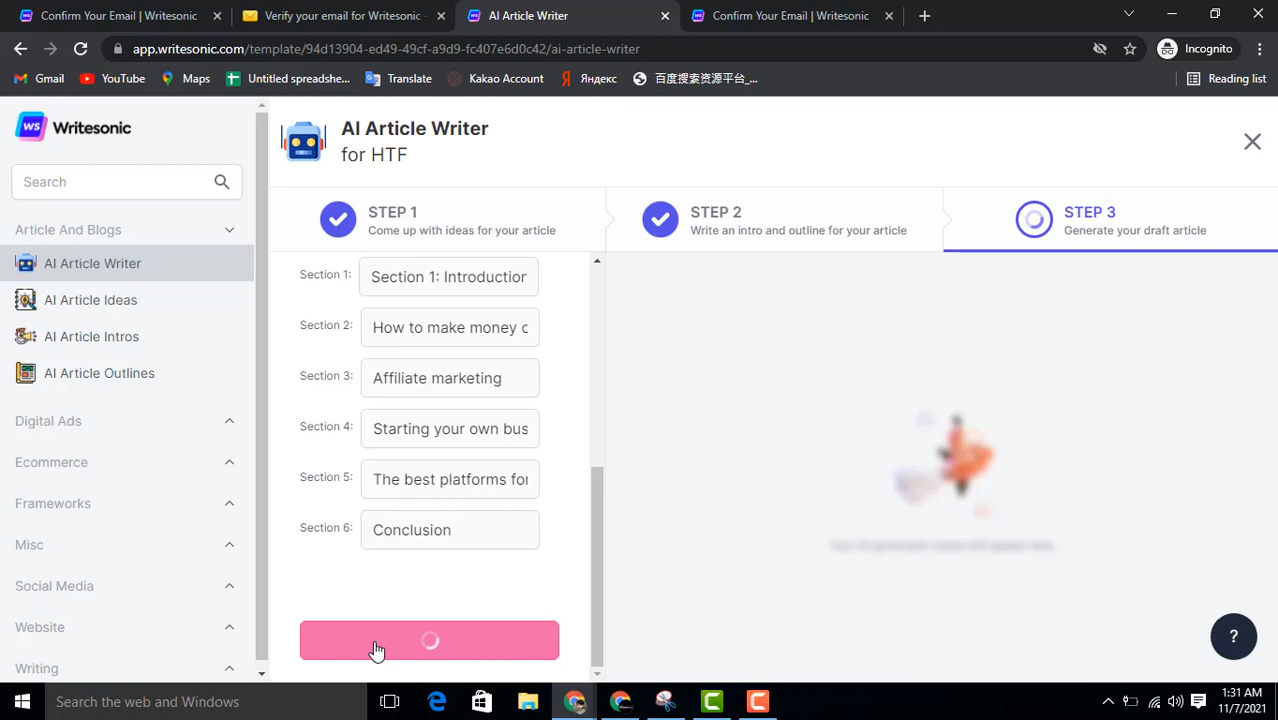 Confirm Your Email | Writesonic
Verify your email for Writesonic -
AI Article Writer
Confirm Your Email | Writesonic
app.writesonic.com/template/94d13904-ed49-49cf-a9d9-fc407e6d0c42/ai-article-writer
Incognito
Gmail
YouTube
Maps
Untitled spreadshe...
Translate
Kakao Account
Яндекс
百度搜索资源平台_...
Reading list
WS
Writesonic
Search
Article And Blogs
AI Article Writer
AI Article Ideas
AI Article Intros
AI Article Outlines
Digital Ads
Ecommerce
Frameworks
Misc
Social Media
Website
Writing
AI Article Writer
for HTF
STEP 1
Come up with ideas for your article
STEP 2
Write an intro and outline for your article
STEP 3
Generate your draft article
Section 1: Section 1: Introduction
Section 2: How to make money o
Section 3: Affiliate marketing
Section 4: Starting your own bus
Section 5: The best platforms for
Section 6: Conclusion
?
Search the web and Windows
1:31 AM
11/7/2021